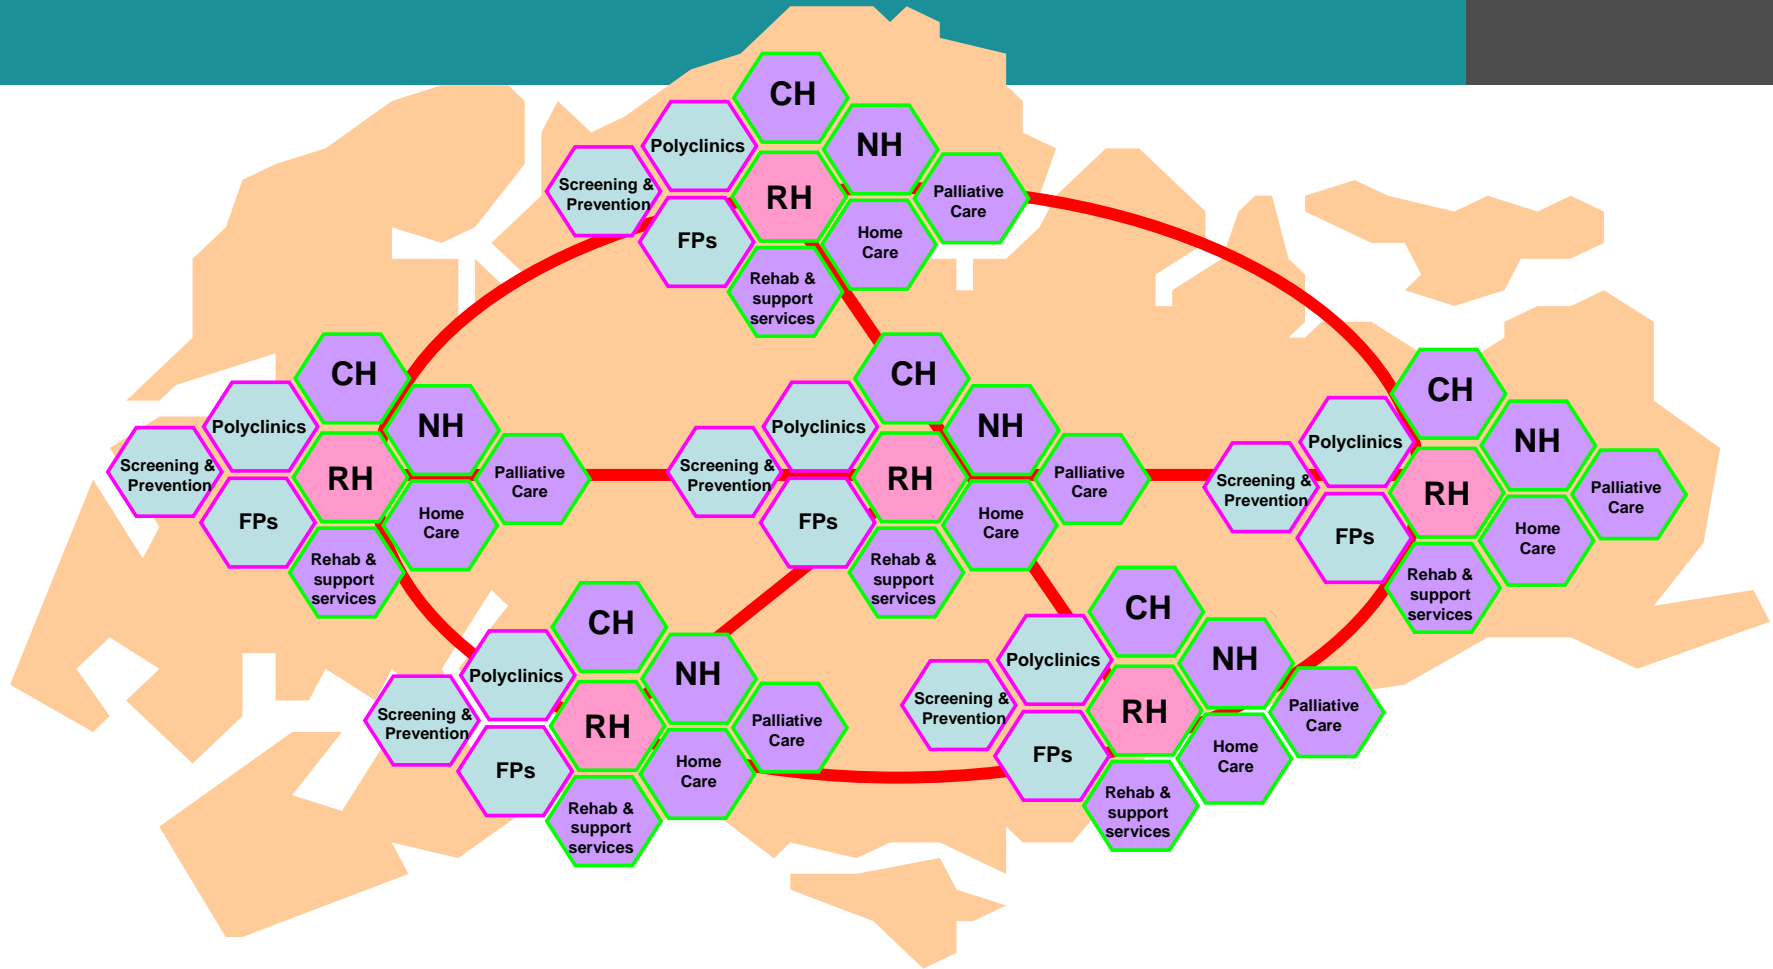 CH
Polyclinics
NH
Screening &
Prevention
RH
Palliative
Care
FPs
Home
Care
Rehab &
support
services
CH
Polyclinics
NH
Screening &
Prevention
RH
Palliative
Care
FPs
Home
Care
Rehab &
support
services
CH
Polyclinics
NH
Screening &
Prevention
RH
Palliative
Care
FPs
Home
Care
Rehab &
support
services
CH
Polyclinics
NH
Screening &
Prevention
RH
Palliative
Care
FPs
Home
Care
Rehab &
support
services
CH
Polyclinics
NH
Screening &
Prevention
RH
Palliative
Care
FPs
Home
Care
Rehab &
support
services
CH
Polyclinics
NH
Screening &
Prevention
RH
Palliative
Care
FPs
Home
Care
Rehab &
support
services